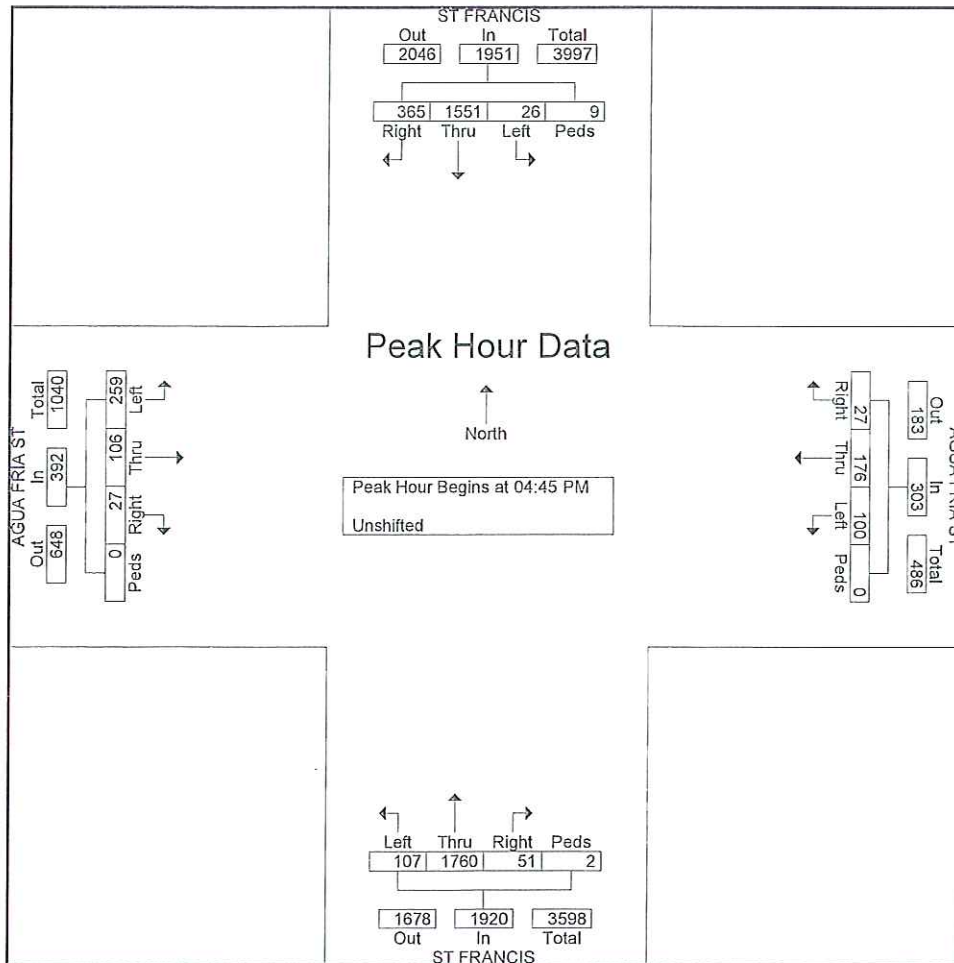 ST FRANCIS
Out In Total
2046 1951 3997
365 1551 26 9
Right Thru Left Peds
Peak Hour Data
North
Peak Hour Begins at 04:45 PM
Unshifted
AGUA FRIA ST
Total In Out
1040 392 648
259 106 27 0
Left Thru Right Peds
AGUA FRIA ST
Out In Total
183 303 486
27 176 100 0
Right Thru Left Peds
Left Thru Right Peds
107 1760 51 2
1678 1920 3598
Out In Total
ST FRANCIS